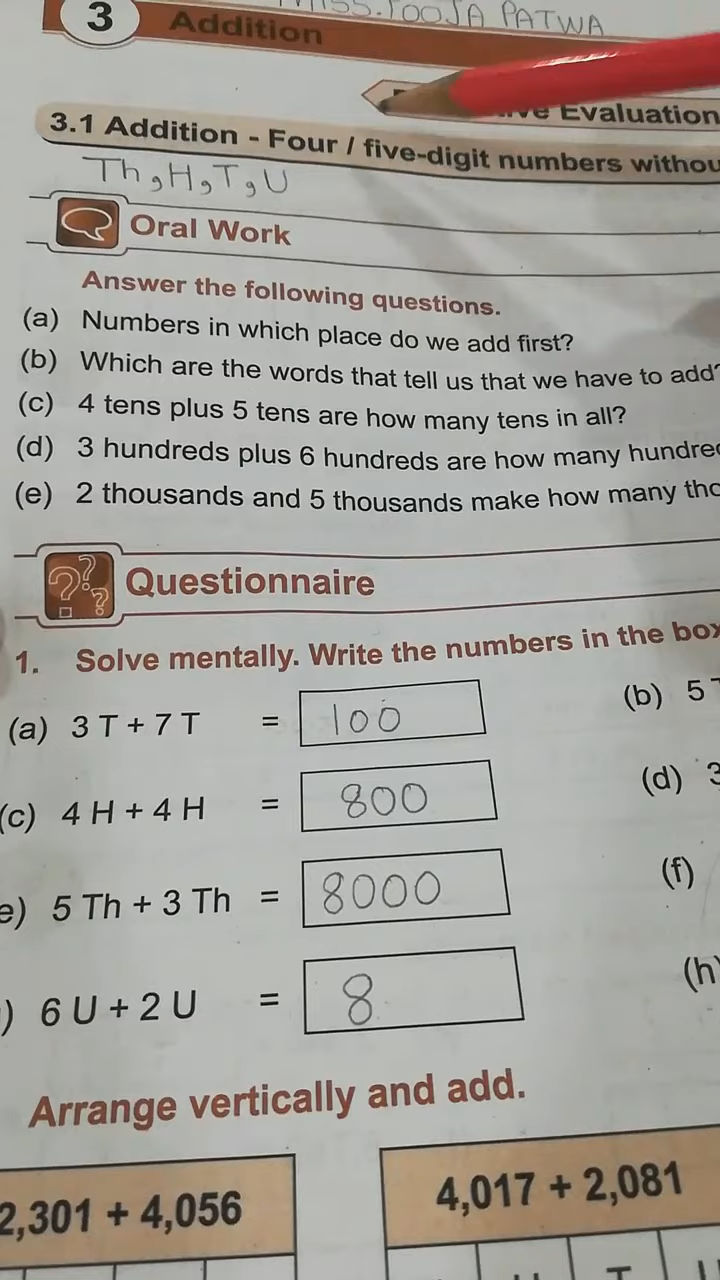 MISS. POOJA PATWA
3 Addition
Evaluation
3.1 Addition - Four / five-digit numbers
Th, H, T, U
Oral Work
Answer the following questions.
(a) Numbers in which place do we add first?
(b) Which are the words that tell us that we have to add
(c) 4 tens plus 5 tens are how many tens in all?
(d) 3 hundreds plus 6 hundreds are how many
(e) 2 thousands and 5 thousands make how many
Questionnaire
1. Solve mentally. Write the numbers in the
(a) 3 T + 7 T = 100 (b) 5
(c) 4 H + 4 H = 800 (d) 3
e) 5 Th + 3 Th = 8000 (f)
) 6 U + 2 U = 8 (h)
Arrange vertically and add.
2,301 + 4,056 4,017 + 2,081
T